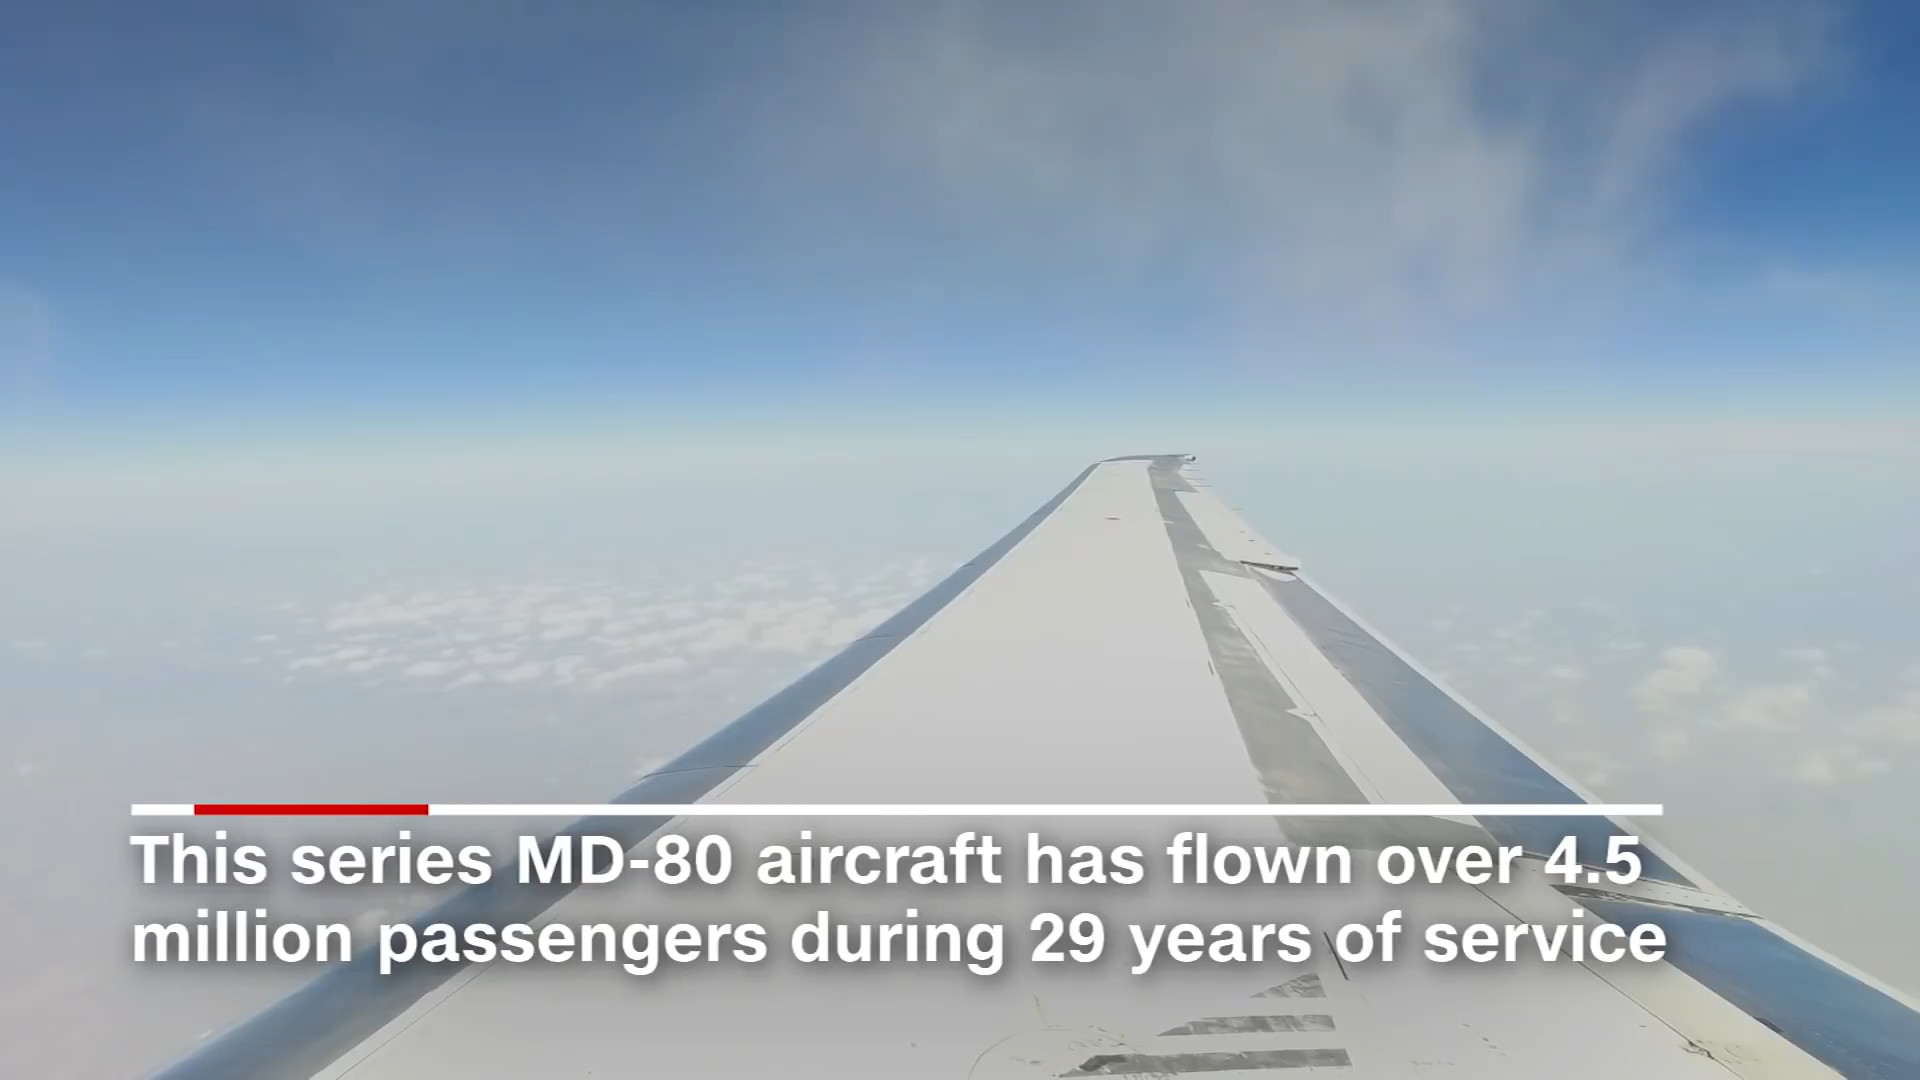 This series MD-80 aircraft has flown over 4.5
million passengers during 29 years of service